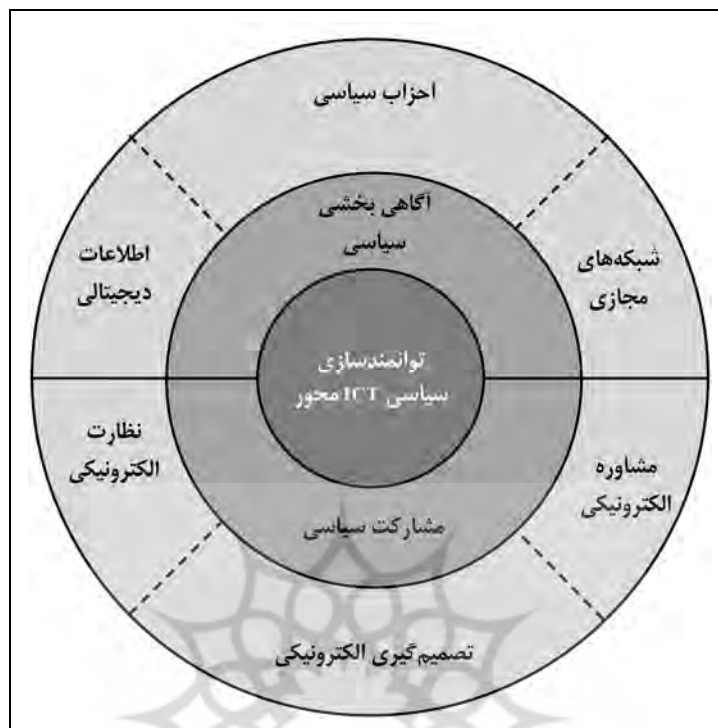 احزاب سیاسی
آگاهی بخشی
سیاسی
شبکه‌های
مجازی
اطلاعات
دیجیتالی
توانمندسازی
سیاسی ICT محور
نظارت
الکترونیکی
مشاوره
الکترونیکی
مشارکت سیاسی
تصمیم‌گیری الکترونیکی